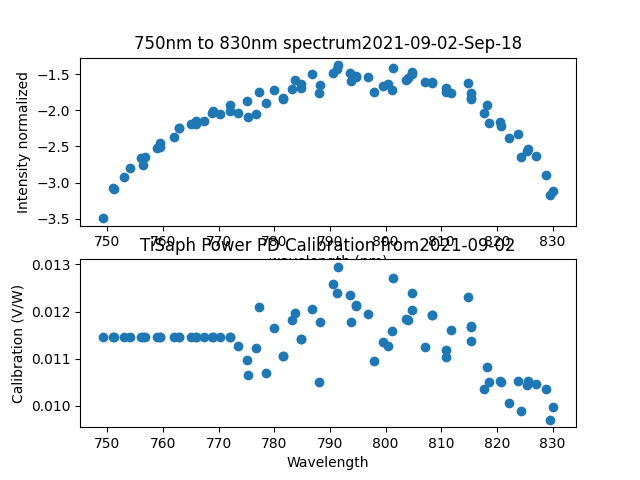 750nm to 830nm spectrum2021-09-02-Sep-18
Intensity normalized
−1.5
−2.0
−2.5
−3.0
−3.5
750 760 770 780 790 800 810 820 830
wavelength (nm)
TiSaph Power PD Calibration from2021-09-02
Calibration (V/W)
0.013
0.012
0.011
0.010
750 760 770 780 790 800 810 820 830
Wavelength